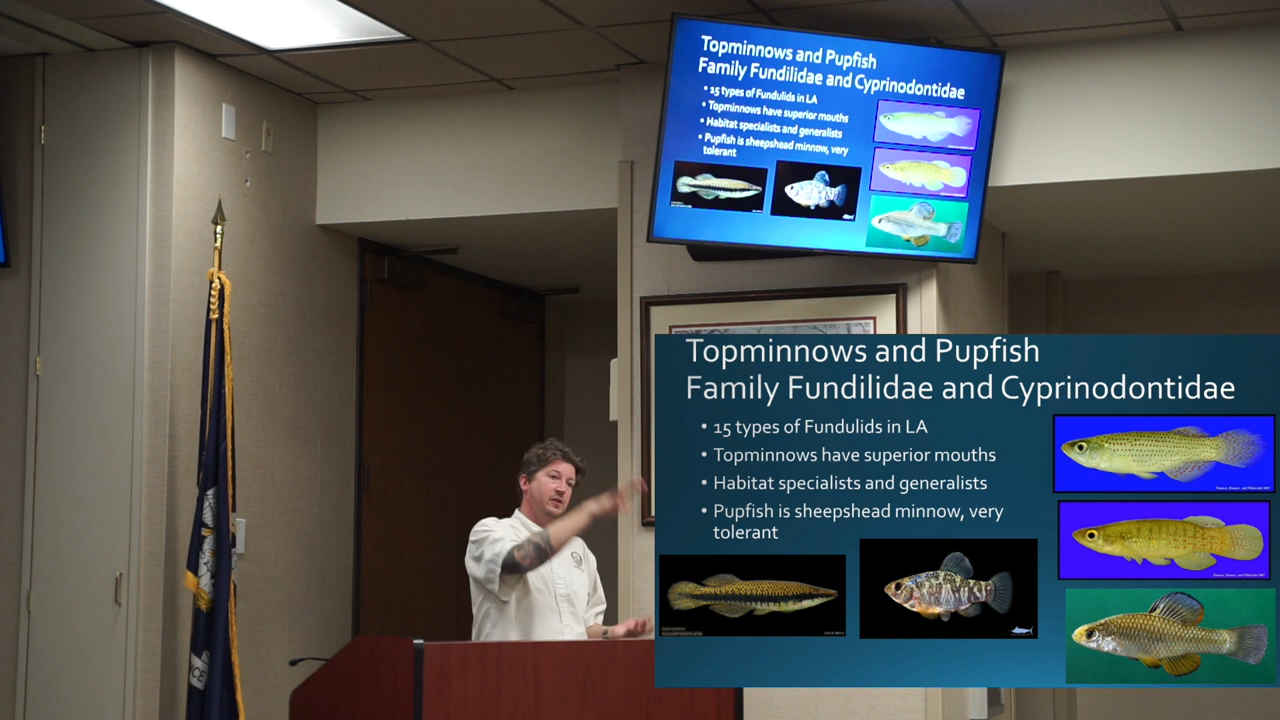 Topminnows and Pupfish
Family Fundilidae and Cyprinodontidae
• 15 types of Fundulids in LA
• Topminnows have superior mouths
• Habitat specialists and generalists
• Pupfish is sheepshead minnow, very
tolerant
Topminnows and Pupfish
Family Fundilidae and Cyprinodontidae
• 15 types of Fundulids in LA
• Topminnows have superior mouths
• Habitat specialists and generalists
• Pupfish is sheepshead minnow, very
tolerant
CE